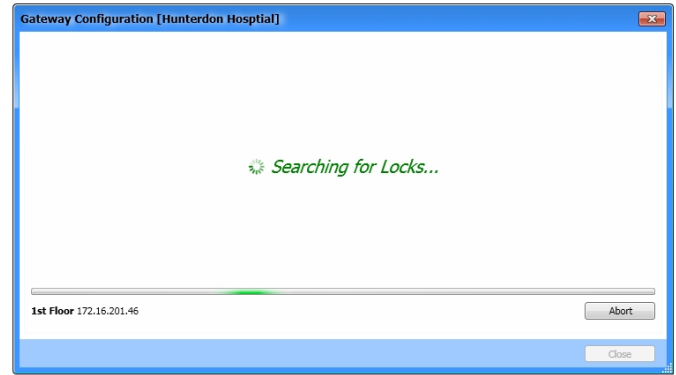 Gateway Configuration [Hunterdon Hosptial]
Searching for Locks...
1st Floor 172.16.201.46
Abort
Close